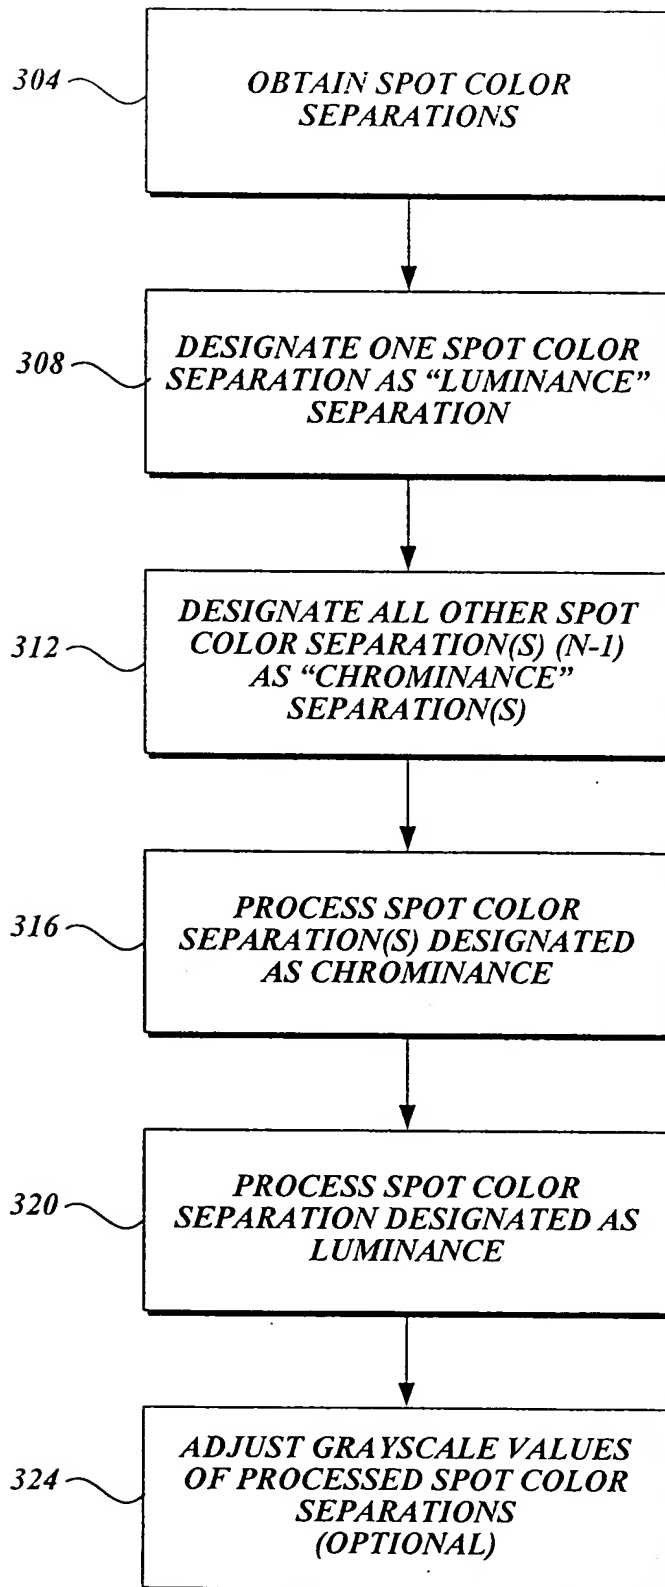 304
OBTAIN SPOT COLOR
SEPARATIONS
308
DESIGNATE ONE SPOT COLOR
SEPARATION AS “LUMINANCE”
SEPARATION
312
DESIGNATE ALL OTHER SPOT
COLOR SEPARATION(S) (N-1)
AS “CHROMINANCE”
SEPARATION(S)
316
PROCESS SPOT COLOR
SEPARATION(S) DESIGNATED
AS CHROMINANCE
320
PROCESS SPOT COLOR
SEPARATION DESIGNATED AS
LUMINANCE
324
ADJUST GRAYSCALE VALUES
OF PROCESSED SPOT COLOR
SEPARATIONS
(OPTIONAL)